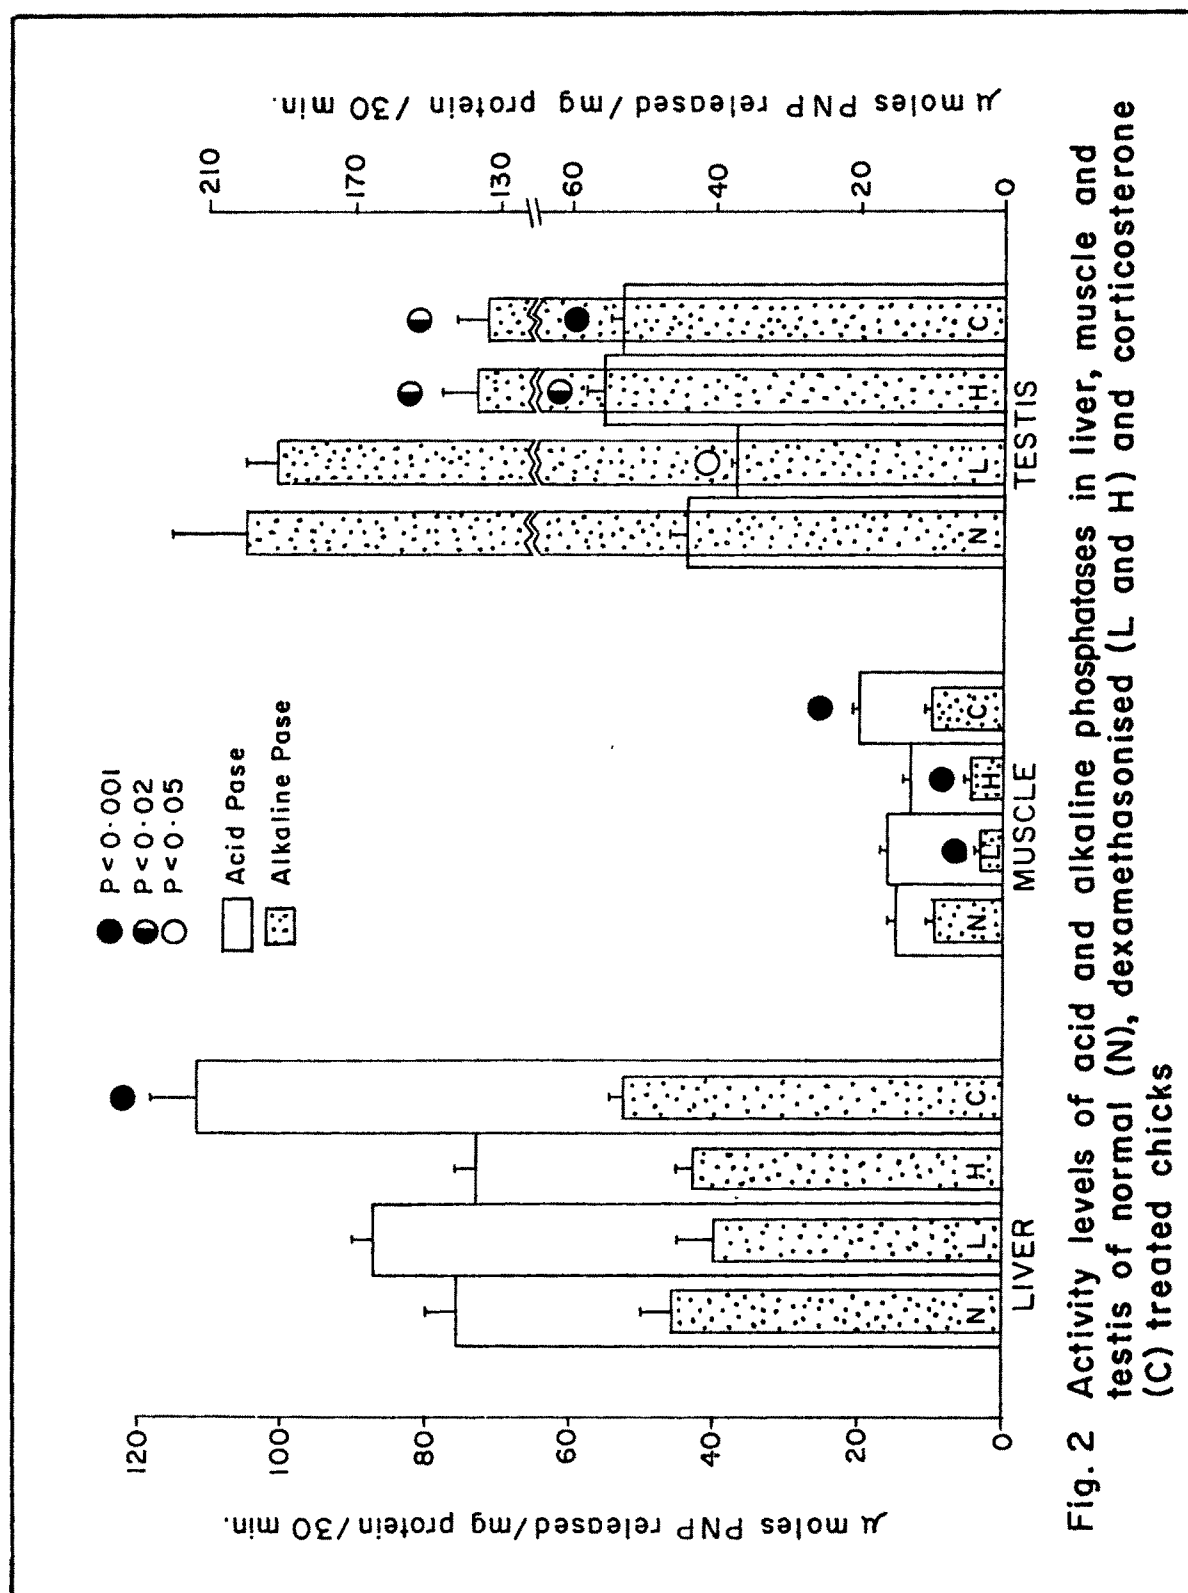 μ moles PNP released/mg protein/30 min.
120
100
80
60
40
20
0
● P<0·001
◒ P<0·02
○ P<0·05
Acid Pase
Alkaline Pase
N
L
H
C
LIVER
N
L
H
C
MUSCLE
N
L
H
C
TESTIS
210
170
130
60
40
20
0
μ moles PNP released/mg protein /30 min.
Fig. 2 Activity levels of acid and alkaline phosphatases in liver, muscle and
testis of normal (N), dexamethasonised (L and H) and corticosterone
(C) treated chicks